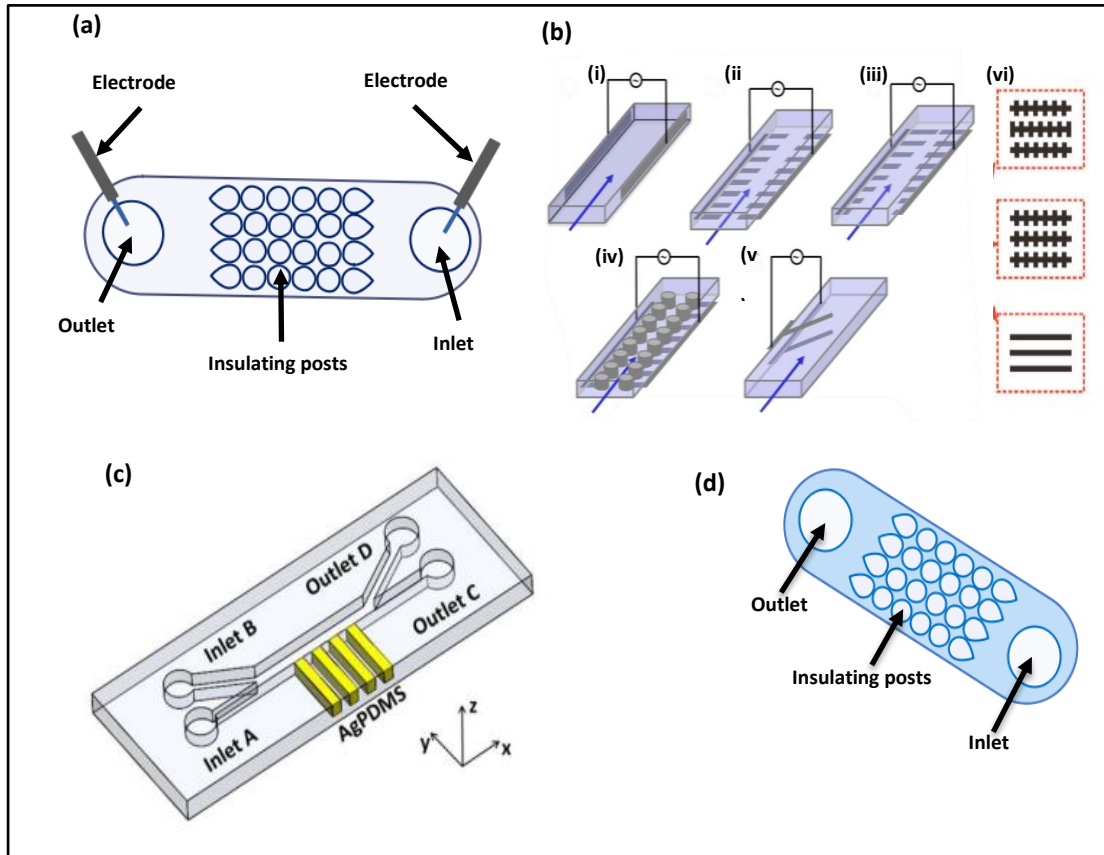 (a)
Electrode
Electrode
Outlet
Insulating posts
Inlet
(b)
(i)
(ii
(iii)
(vi)
(iv)
(v
(c)
Outlet D
Outlet C
Inlet B
Inlet A
AgPDMS
z
y
x
(d)
Outlet
Insulating posts
Inlet